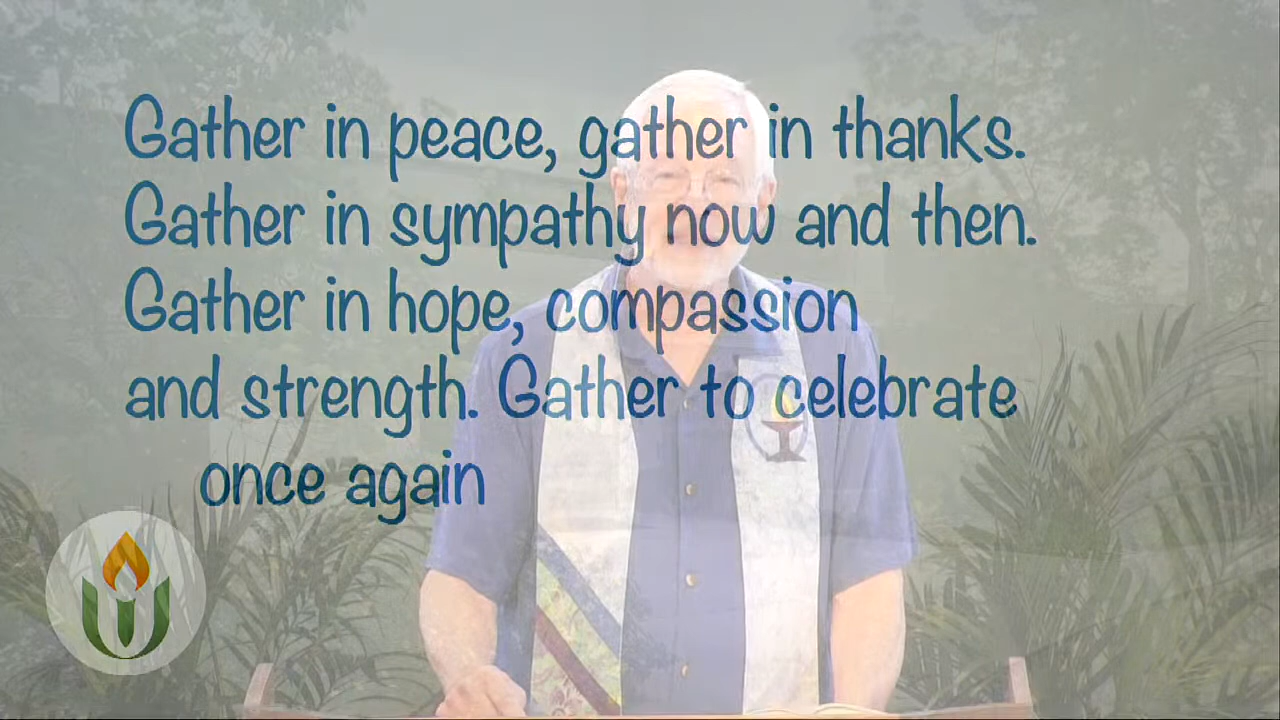 Gather in peace, gather in thanks.
Gather in sympathy now and then.
Gather in hope, compassion
and strength. Gather to celebrate
once again